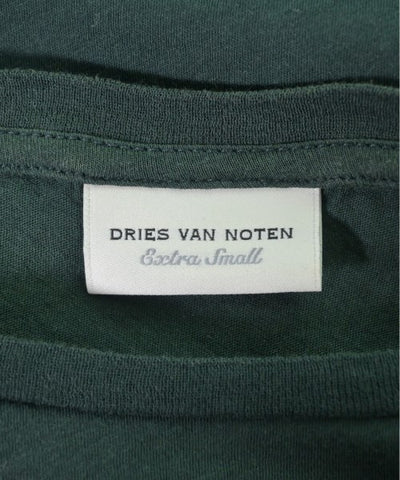 DRIES VAN NOTEN
Extra Small